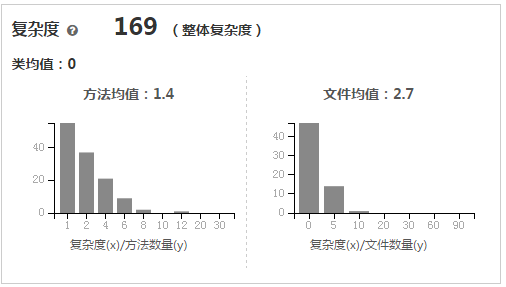 复杂度 ? 169 （整体复杂度）
类均值：0
方法均值：1.4
40
20
0
1 2 4 6 8 10 12 20 30
复杂度(x)/方法数量(y)
文件均值：2.7
40
30
20
10
0
0 5 10 20 30 60 90
复杂度(x)/文件数量(y)